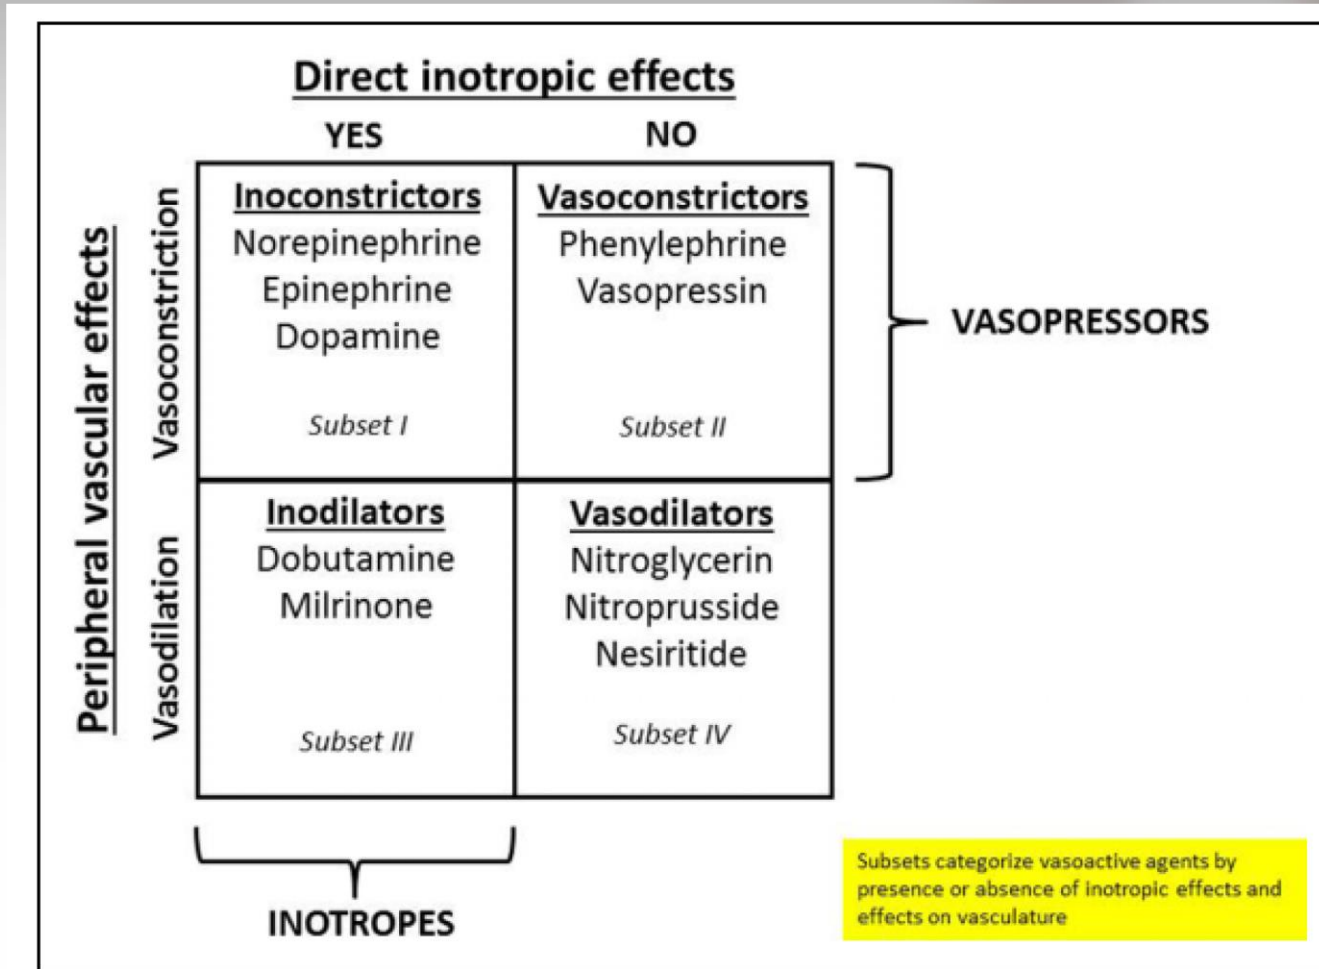 Direct inotropic effects
YES
NO
Peripheral vascular effects
Vasoconstriction
Inoconstrictors
Norepinephrine
Epinephrine
Dopamine
Subset I
Vasoconstrictors
Phenylephrine
Vasopressin
Subset II
VASOPRESSORS
Vasodilation
Inodilators
Dobutamine
Milrinone
Subset III
Vasodilators
Nitroglycerin
Nitroprusside
Nesiritide
Subset IV
INOTROPES
Subsets categorize vasoactive agents by
presence or absence of inotropic effects and
effects on vasculature